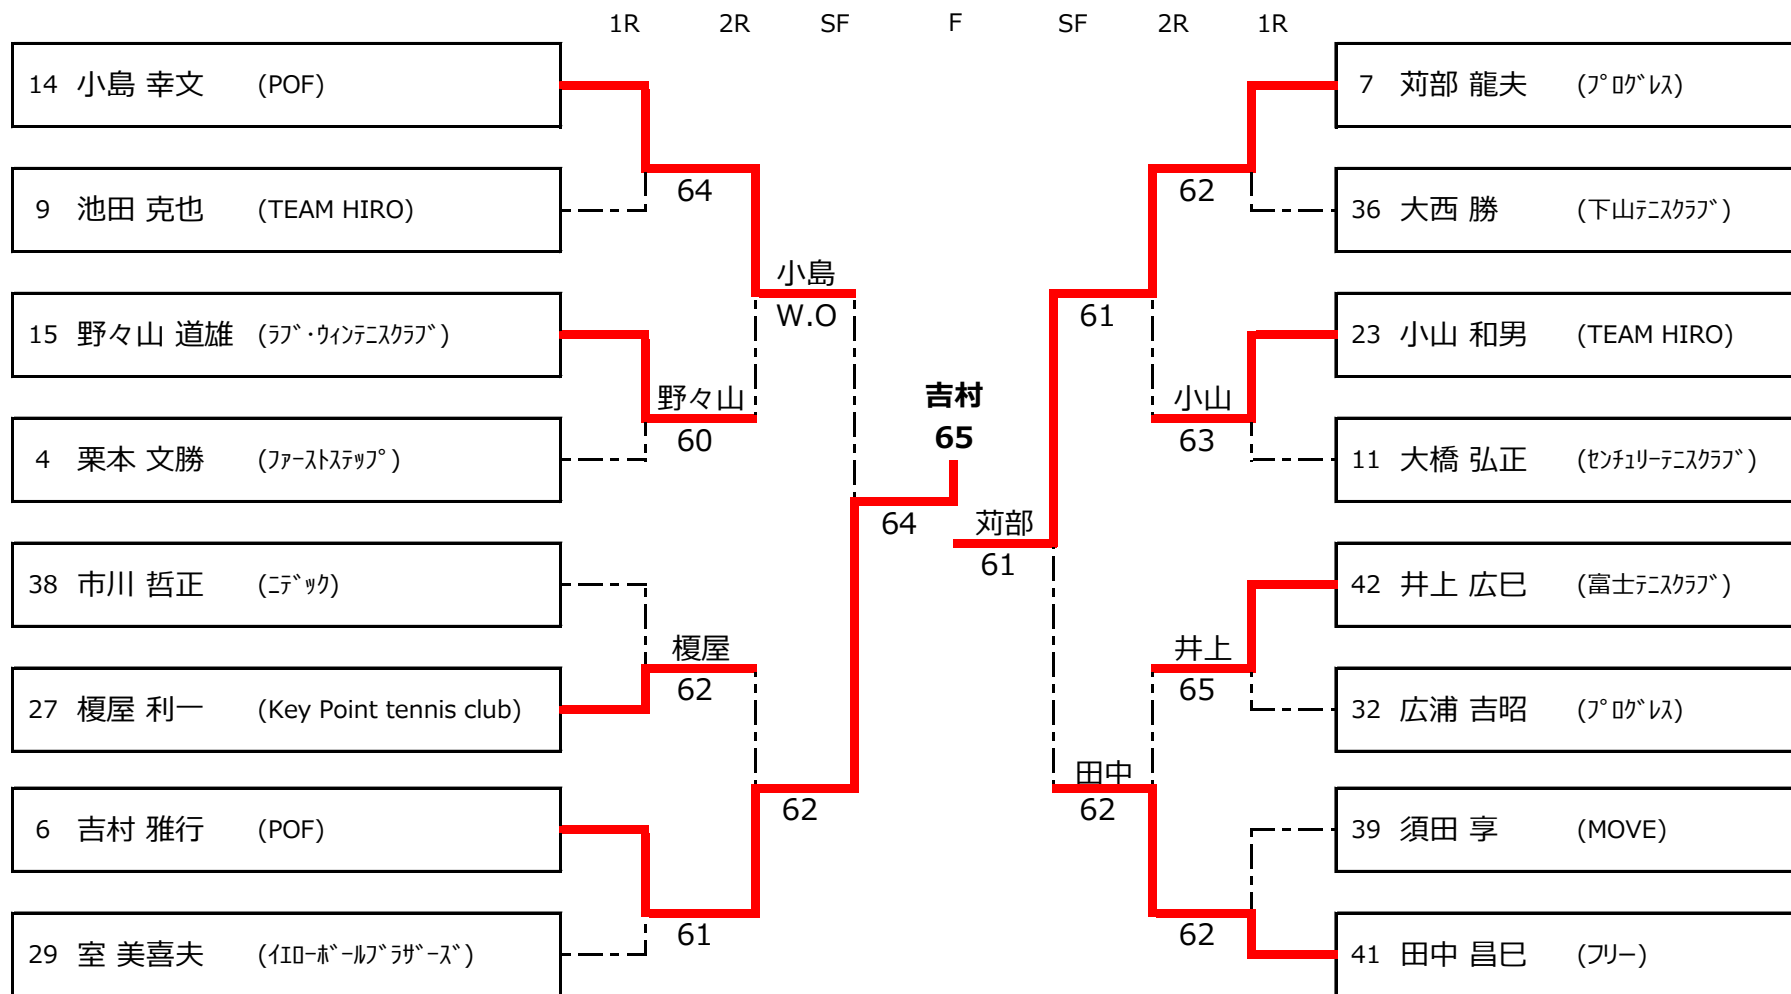 1R 2R SF F SF 2R 1R
14 小島 幸文 (POF)
7 苅部 龍夫 (ﾌﾟﾛｸﾞﾚｽ)
64
62
9 池田 克也 (TEAM HIRO)
36 大西 勝 (下山ﾃﾆｽｸﾗﾌﾞ)
小島
W.O
61
15 野々山 道雄 (ﾗﾌﾞ･ｳｨﾝﾃﾆｽｸﾗﾌﾞ)
23 小山 和男 (TEAM HIRO)
野々山
60
吉村
65
小山
63
4 栗本 文勝 (ﾌｧｰｽﾄｽﾃｯﾌﾟ)
11 大橋 弘正 (ｾﾝﾁｭﾘｰﾃﾆｽｸﾗﾌﾞ)
64
苅部
61
38 市川 哲正 (ﾆﾃﾞｯｸ)
42 井上 広巳 (富士ﾃﾆｽｸﾗﾌﾞ)
榎屋
62
井上
65
27 榎屋 利一 (Key Point tennis club)
32 広浦 吉昭 (ﾌﾟﾛｸﾞﾚｽ)
62
田中
62
6 吉村 雅行 (POF)
39 須田 享 (MOVE)
61
62
29 室 美喜夫 (ｲｴﾛｰﾎﾞｰﾙﾌﾞﾗｻﾞｰｽﾞ)
41 田中 昌巳 (ﾌﾘｰ)